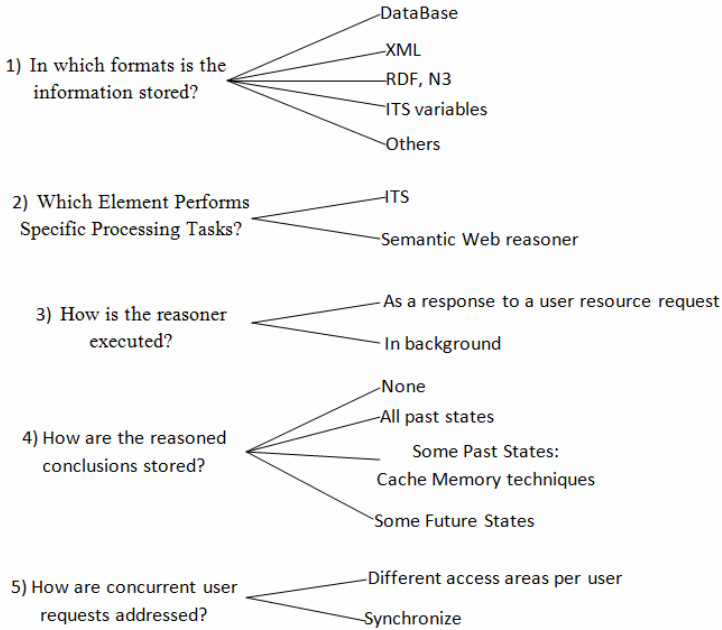 1) In which formats is the
information stored?
DataBase
XML
RDF, N3
ITS variables
Others
2) Which Element Performs
Specific Processing Tasks?
ITS
Semantic Web reasoner
3) How is the reasoner
executed?
As a response to a user resource request
In background
4) How are the reasoned
conclusions stored?
None
All past states
Some Past States:
Cache Memory techniques
Some Future States
5) How are concurrent user
requests addressed?
Different access areas per user
Synchronize